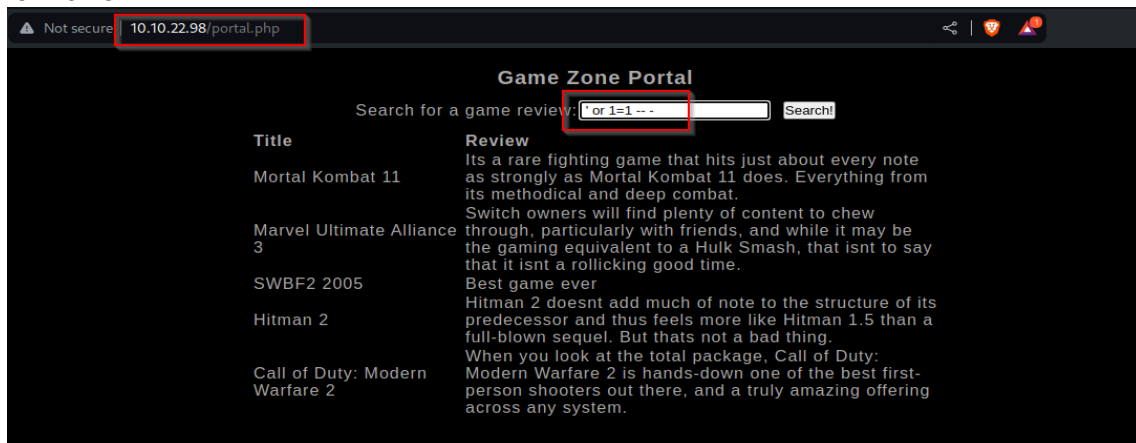 Not secure 10.10.22.98/portal.php
Game Zone Portal
Search for a game review: ' or 1=1 -- - Search!
Title Review
Mortal Kombat 11
Its a rare fighting game that hits just about every note
as strongly as Mortal Kombat 11 does. Everything from
its methodical and deep combat.
Marvel Ultimate Alliance
3
Switch owners will find plenty of content to chew
through, particularly with friends, and while it may be
the gaming equivalent to a Hulk Smash, that isnt to say
that it isnt a rollicking good time.
SWBF2 2005
Best game ever
Hitman 2
Hitman 2 doesnt add much of note to the structure of its
predecessor and thus feels more like Hitman 1.5 than a
full-blown sequel. But thats not a bad thing.
Call of Duty: Modern
Warfare 2
When you look at the total package, Call of Duty:
Modern Warfare 2 is hands-down one of the best first-
person shooters out there, and a truly amazing offering
across any system.